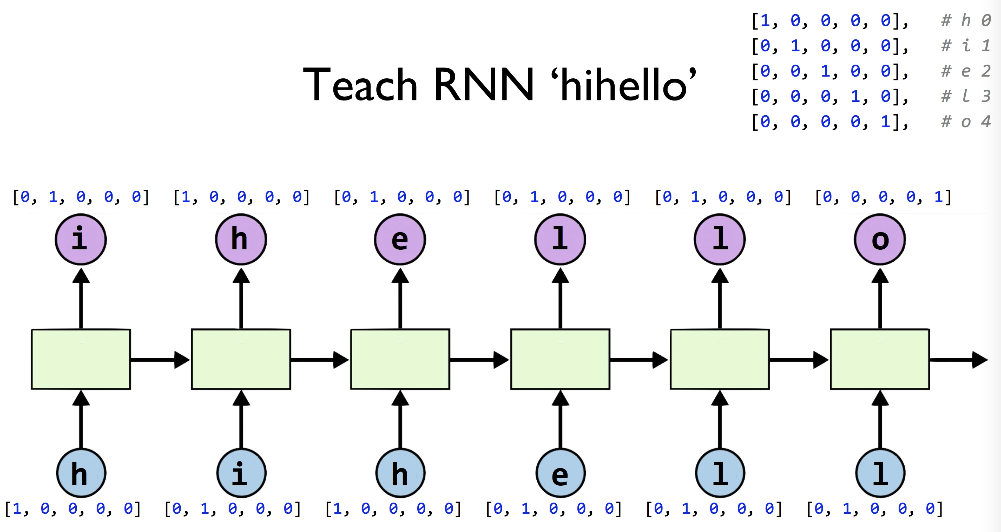 [1, 0, 0, 0, 0], # h 0
[0, 1, 0, 0, 0], # i 1
[0, 0, 1, 0, 0], # e 2
[0, 0, 0, 1, 0], # l 3
[0, 0, 0, 0, 1], # o 4
Teach RNN ‘hihello’
[0, 1, 0, 0, 0] [1, 0, 0, 0, 0] [0, 1, 0, 0, 0] [0, 1, 0, 0, 0] [0, 1, 0, 0, 0] [0, 0, 0, 0, 1]
i h e l l o
h i h e l l
[1, 0, 0, 0, 0] [0, 1, 0, 0, 0] [1, 0, 0, 0, 0] [0, 1, 0, 0, 0] [0, 1, 0, 0, 0] [0, 1, 0, 0, 0]